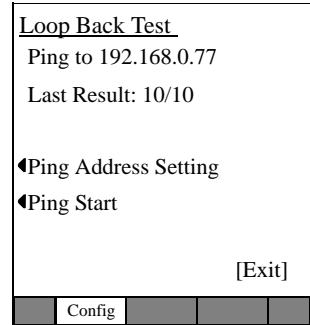 Loop Back Test
Ping to 192.168.0.77
Last Result: 10/10
Ping Address Setting
Ping Start
[Exit]
Config